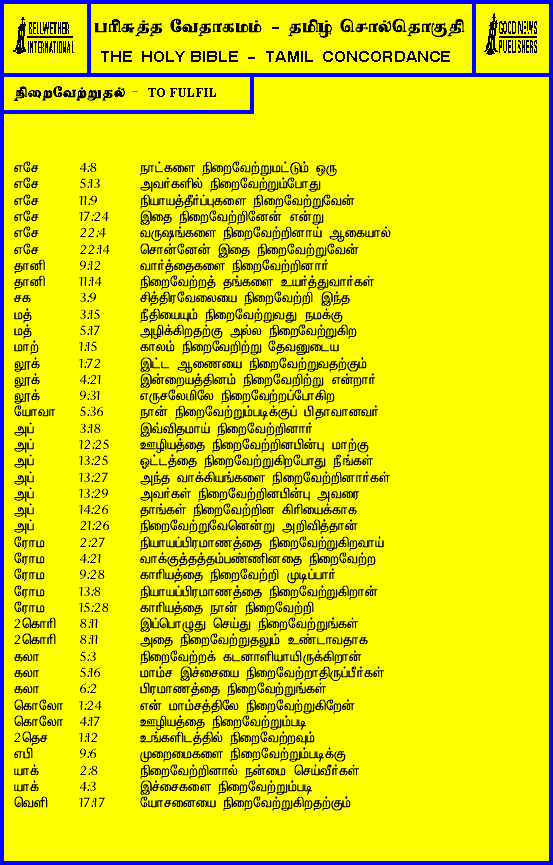 BELLWETHER
INTERNATIONAL
பரிசுத்த வேதாகமம் - தமிழ் சொல்தொகுதி
THE HOLY BIBLE - TAMIL CONCORDANCE
GOOD NEWS
PUBLISHERS
நிறைவேற்றுதல் - TO FULFIL
எசே 4:8 நாட்களை நிறைவேற்றுமட்டும் ஒரு
எசே 5:13 அவர்களில் நிறைவேற்றும்போது
எசே 11:9 நியாயத்தீர்ப்புகளை நிறைவேற்றுவேன்
எசே 17:24 இதை நிறைவேற்றினேன் என்று
எசே 22:4 வருஷங்களை நிறைவேற்றினாய் ஆகையால்
எசே 22:14 சொன்னேன் இதை நிறைவேற்றுவேன்
தானி 9:12 வார்த்தைகளை நிறைவேற்றினார்
தானி 11:14 நிறைவேற்றத் தங்களை உயர்த்துவார்கள்
சக 3:9 சித்திரவேலையை நிறைவேற்றி இந்த
மத் 3:15 நீதியையும் நிறைவேற்றுவது நமக்கு
மத் 5:17 அழிக்கிறதற்கு அல்ல நிறைவேற்றுகிற
மாற் 1:15 காலம் நிறைவேறிற்று தேவனுடைய
லூக் 1:72 இட்ட ஆணையை நிறைவேற்றுவதற்கும்
லூக் 4:21 இன்றையத்தினம் நிறைவேறிற்று என்றார்
லூக் 9:31 எருசலேமிலே நிறைவேற்றப்போகிற
யோவா 5:36 நான் நிறைவேற்றும்படிக்குப் பிதாவானவர்
அப் 3:18 இவ்விதமாய் நிறைவேற்றினார்
அப் 12:25 ஊழியத்தை நிறைவேற்றினபின்பு மாற்கு
அப் 13:25 ஓட்டத்தை நிறைவேற்றுகிறபோது நீங்கள்
அப் 13:27 அந்த வாக்கியங்களை நிறைவேற்றினார்கள்
அப் 13:29 அவர்கள் நிறைவேற்றினபின்பு அவரை
அப் 14:26 தாங்கள் நிறைவேற்றின கிரியைக்காக
அப் 21:26 நிறைவேற்றுவேனென்று அறிவித்தான்
ரோம 2:27 நியாயப்பிரமாணத்தை நிறைவேற்றுகிறவாய்
ரோம 4:21 வாக்குத்தத்தம்பண்ணினதை நிறைவேற்ற
ரோம 9:28 காரியத்தை நிறைவேற்றி முடிப்பார்
ரோம 13:8 நியாயப்பிரமாணத்தை நிறைவேற்றுகிறான்
ரோம 15:28 காரியத்தை நான் நிறைவேற்றி
2கொரி 8:11 இப்பொழுது செய்து நிறைவேற்றுங்கள்
2கொரி 8:11 அதை நிறைவேற்றுதலும் உண்டாவதாக
கலா 5:3 நிறைவேற்றக் கடனாளியாயிருக்கிறான்
கலா 5:16 மாம்ச இச்சையை நிறைவேற்றாதிருப்பீர்கள்
கலா 6:2 பிரமாணத்தை நிறைவேற்றுங்கள்
கொலோ 1:24 என் மாம்சத்திலே நிறைவேற்றுகிறேன்
கொலோ 4:17 ஊழியத்தை நிறைவேற்றும்படி
2தெச 1:12 உங்களிடத்தில் நிறைவேற்றவும்
எபி 9:6 முறைமைகளை நிறைவேற்றும்படிக்கு
யாக் 2:8 நிறைவேற்றினால் நன்மை செய்வீர்கள்
யாக் 4:3 இச்சைகளை நிறைவேற்றும்படி
வெளி 17:17 யோசனையை நிறைவேற்றுகிறதற்கும்